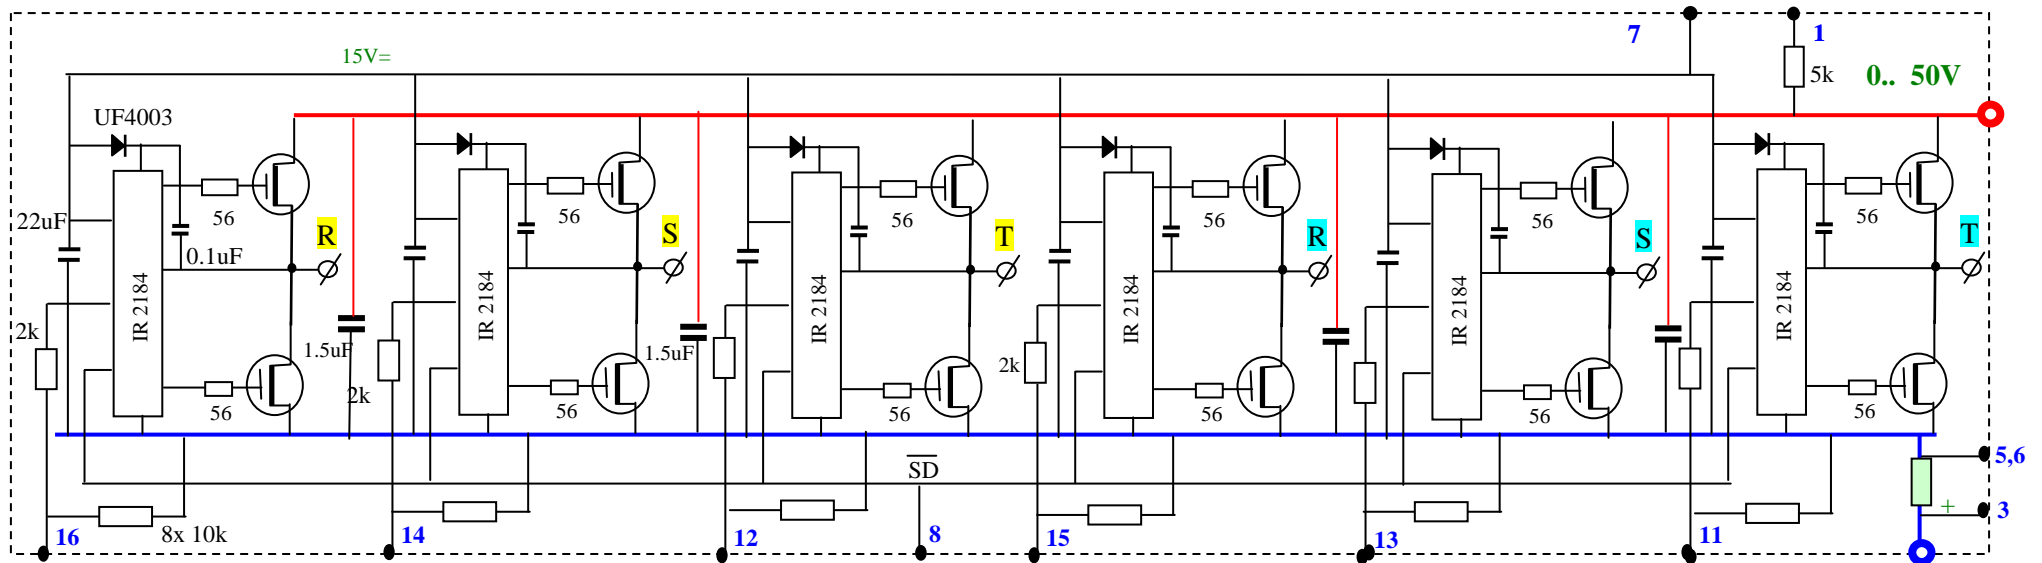 7
1
15V=
5k
0.. 50V
UF4003
22uF
56
56
56
56
56
56
R
S
T
R
S
T
0.1uF
IR 2184
IR 2184
IR 2184
IR 2184
IR 2184
IR 2184
2k
1.5uF
2k
1.5uF
2k
56
56
56
56
56
56
SD
5,6
+
3
16
8x 10k
14
12
8
15
13
11